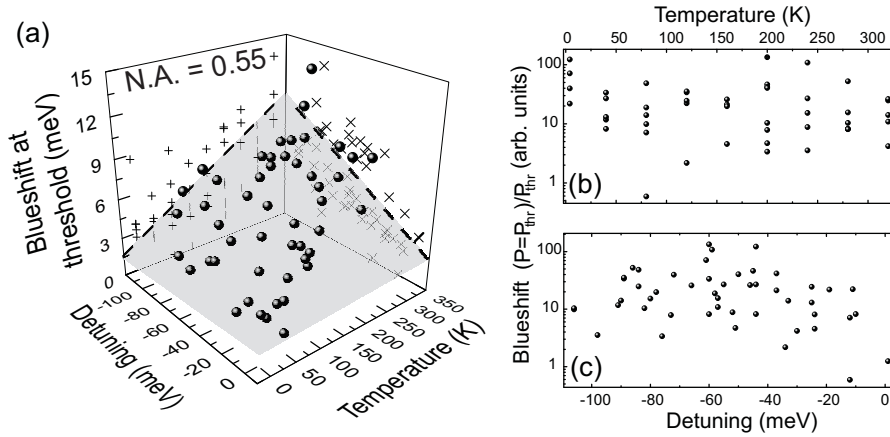 (a)
N.A. = 0.55
15
12
9
6
3
0
Blueshift at
threshold (meV)
-100
-80
-60
-40
-20
0
Detuning (meV)
0
50
100
150
200
250
300
350
Temperature (K)
Temperature (K)
0 50 100 150 200 250 300
100
10
1
(b)
Blueshift (P=Pthr)/Pthr (arb. units)
100
10
1
(c)
-100 -80 -60 -40 -20 0
Detuning (meV)